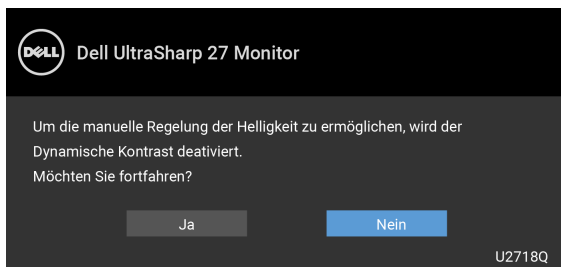 DELL
Dell UltraSharp 27 Monitor
Um die manuelle Regelung der Helligkeit zu ermöglichen, wird der
Dynamische Kontrast deativiert.
Möchten Sie fortfahren?
Ja
Nein
U2718Q